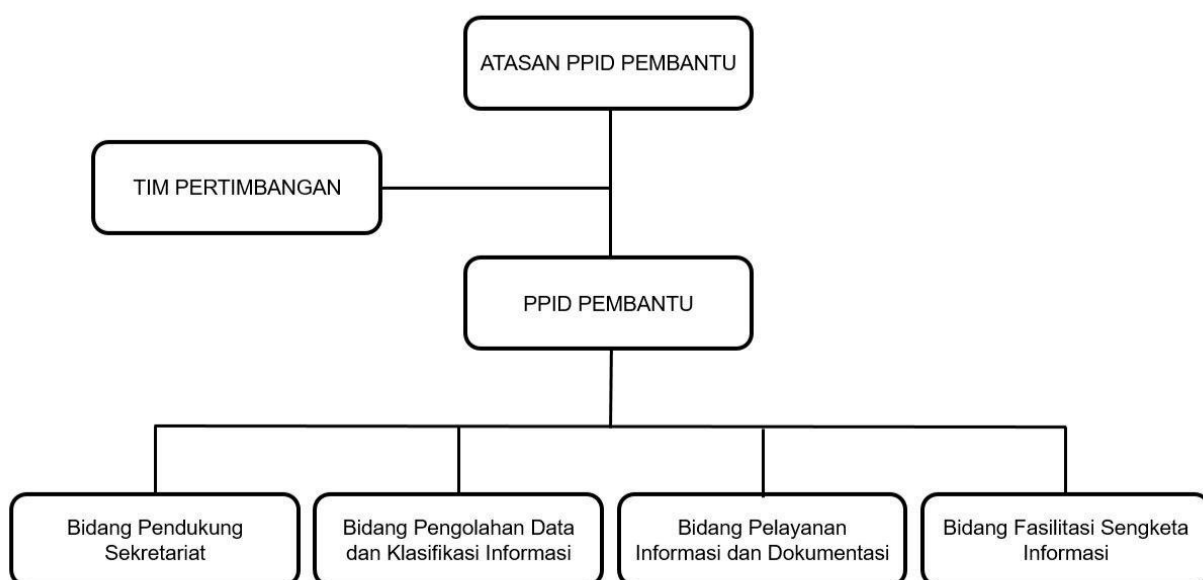 ATASAN PPID PEMBANTU
TIM PERTIMBANGAN
PPID PEMBANTU
Bidang Pendukung
Sekretariat
Bidang Pengolahan Data
dan Klasifikasi Informasi
Bidang Pelayanan
Informasi dan Dokumentasi
Bidang Fasilitasi Sengketa
Informasi